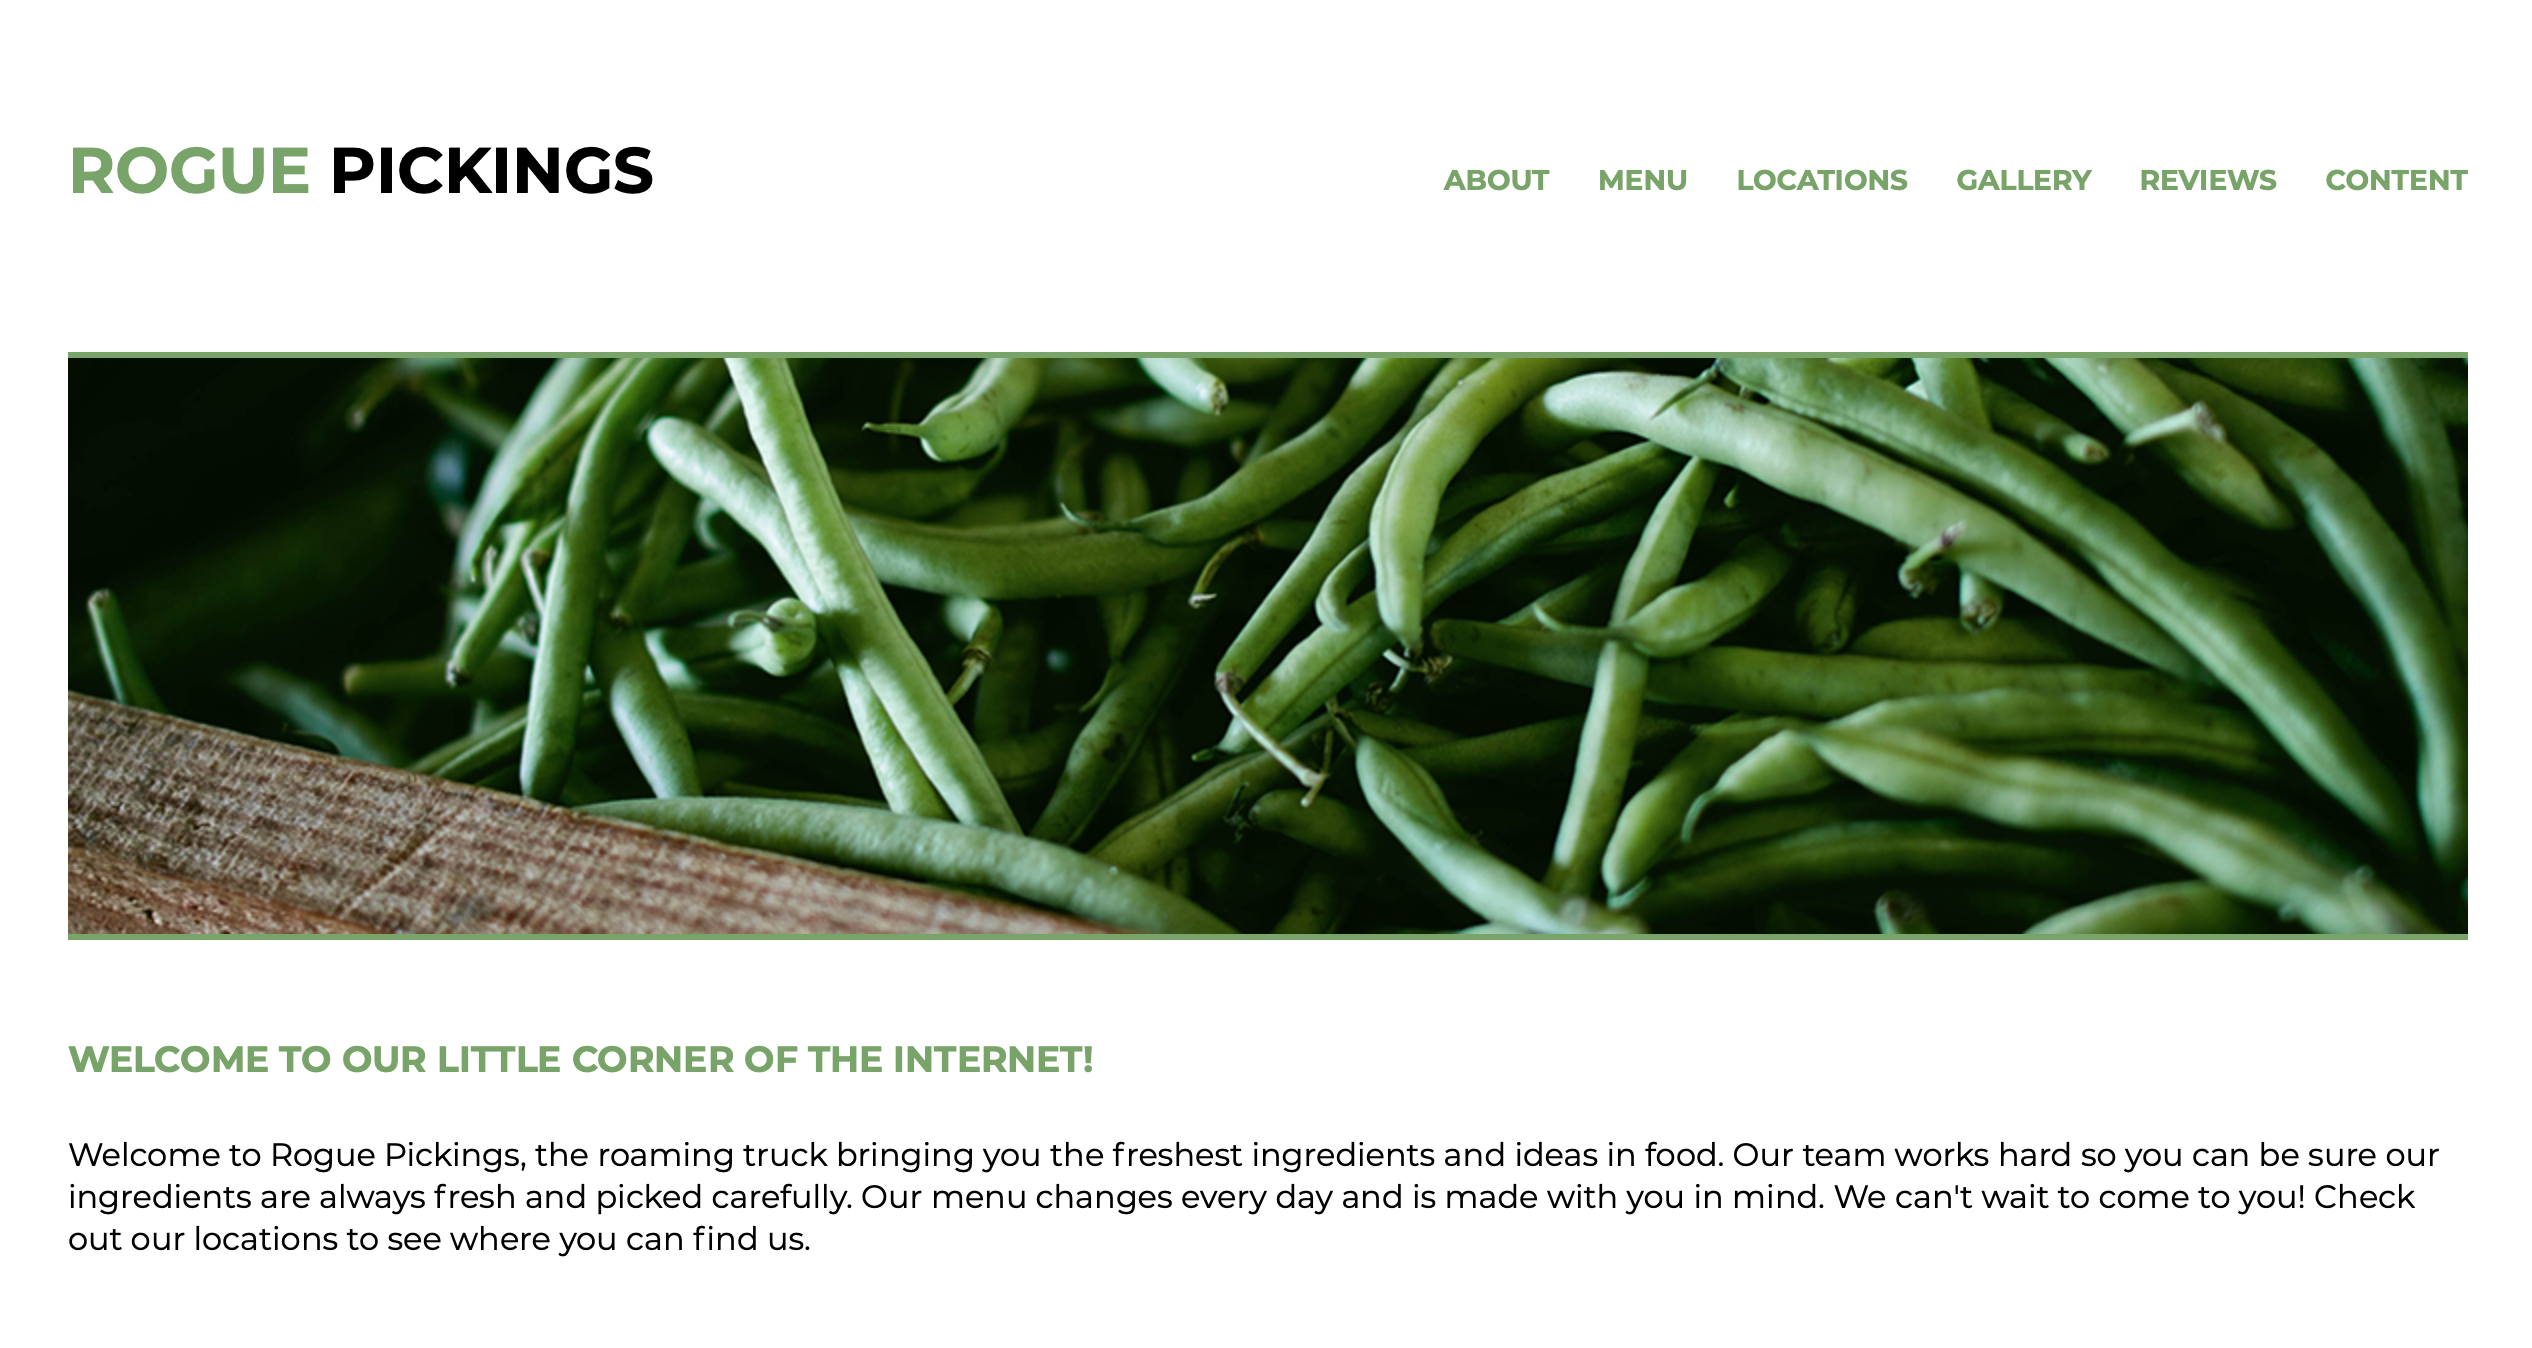 ROGUE PICKINGS
ABOUT MENU LOCATIONS GALLERY REVIEWS CONTENT
WELCOME TO OUR LITTLE CORNER OF THE INTERNET!
Welcome to Rogue Pickings, the roaming truck bringing you the freshest ingredients and ideas in food. Our team works hard so you can be sure our
ingredients are always fresh and picked carefully. Our menu changes every day and is made with you in mind. We can't wait to come to you! Check
out our locations to see where you can find us.